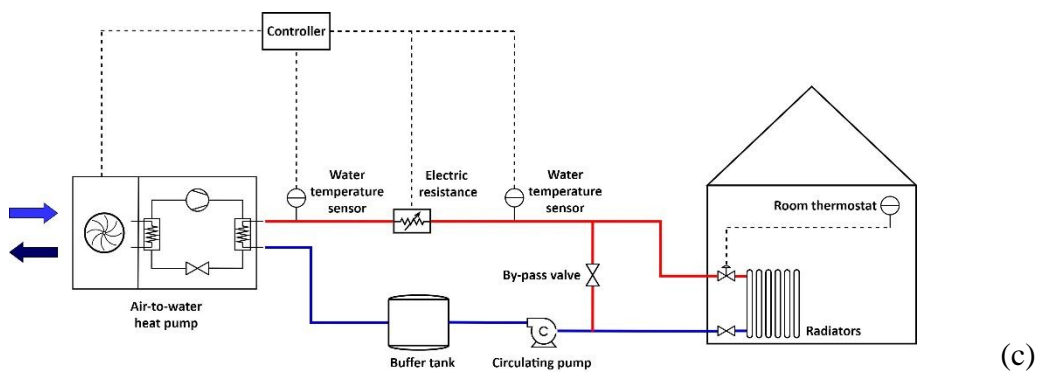 Controller
Water
temperature
sensor
Electric
resistance
Water
temperature
sensor
Room thermostat
By-pass valve
Air-to-water
heat pump
Buffer tank
C
Circulating pump
Radiators
(c)